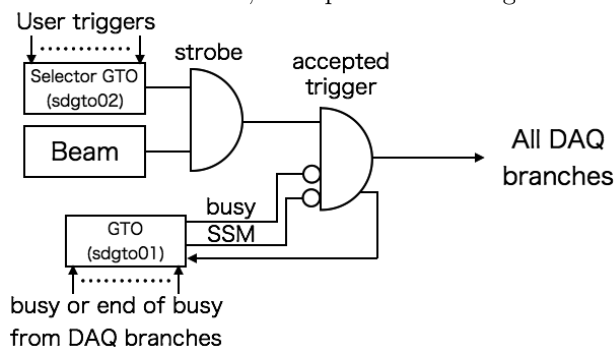 User triggers
strobe
Selector GTO
(sdgto02)
accepted
trigger
Beam
All DAQ
branches
busy
GTO
(sdgto01)
SSM
busy or end of busy
from DAQ branches